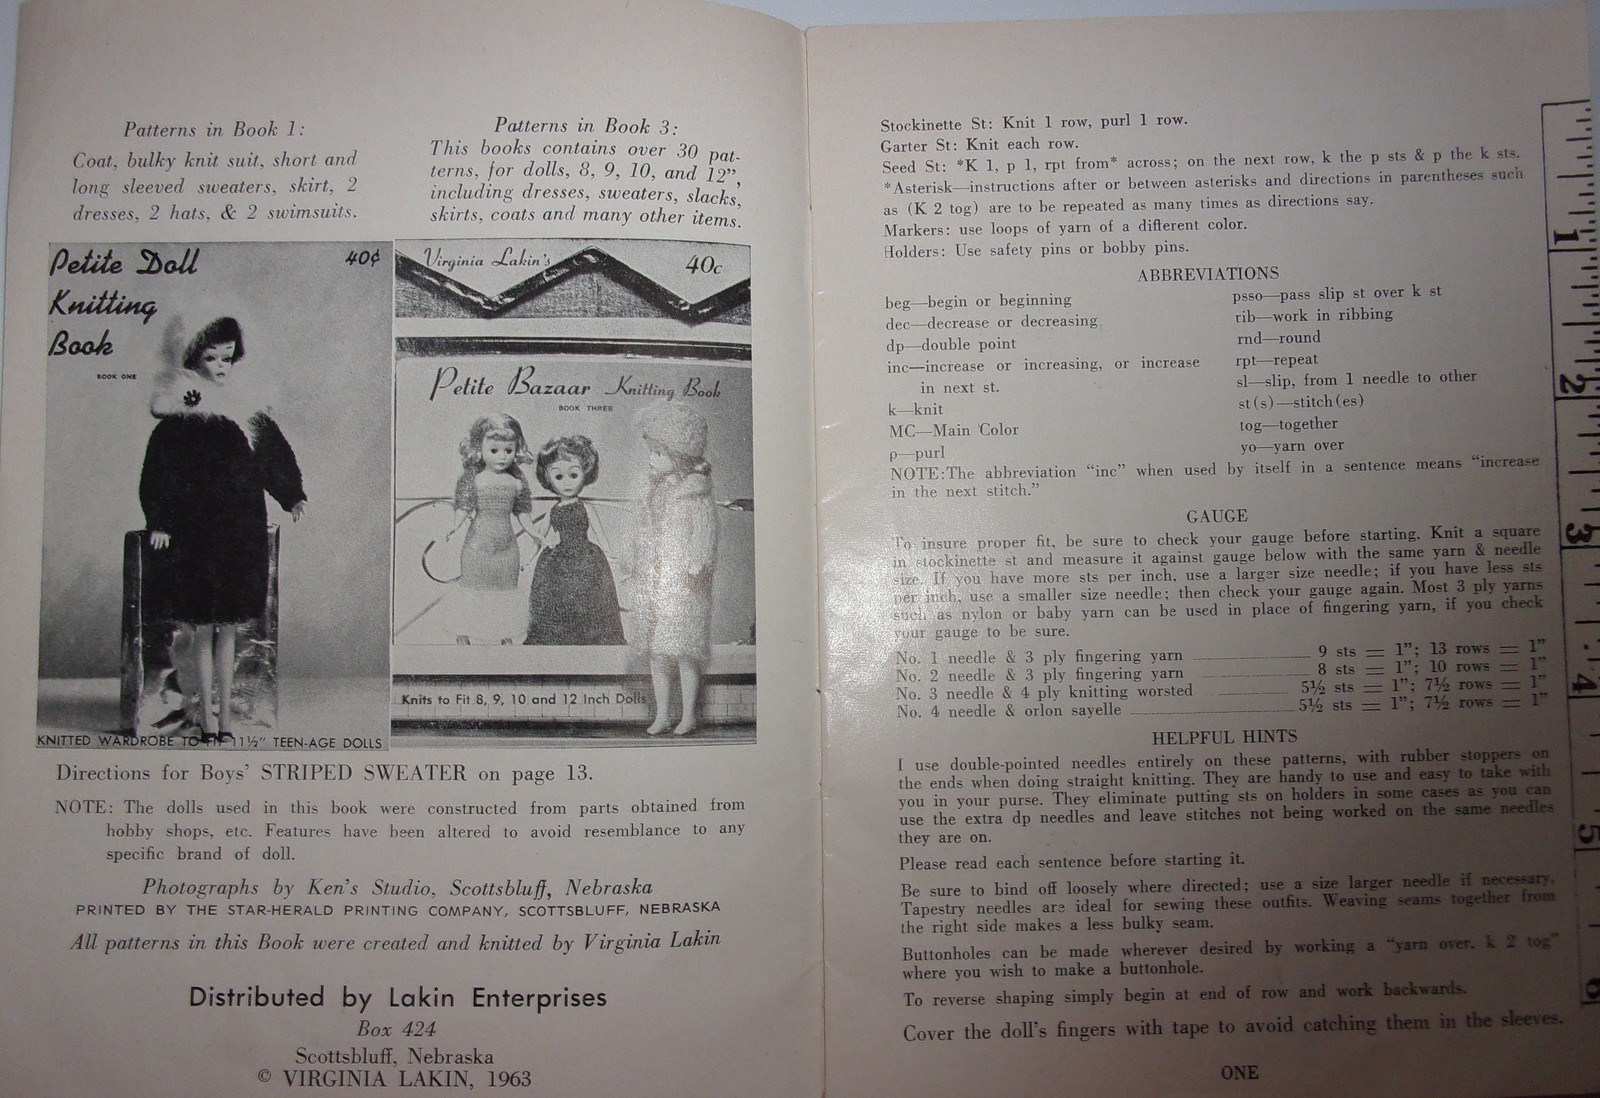 Patterns in Book 1:
Coat, bulky knit suit, short and
long sleeved sweaters, skirt, 2
dresses, 2 hats, & 2 swimsuits.
Patterns in Book 3:
This books contains over 30 pat-
terns, for dolls, 8, 9, 10, and 12",
including dresses, sweaters, slacks,
skirts, coats and many other items.
Petite Doll 40¢
Knitting
Book
BOOK ONE
KNITTED WARDROBE TO FIT 11½" TEEN-AGE DOLLS
Virginia Lakin's 40c
Petite Bazaar Knitting Book
BOOK THREE
Knits to Fit 8, 9, 10 and 12 Inch Dolls
Directions for Boys' STRIPED SWEATER on page 13.
NOTE: The dolls used in this book were constructed from parts obtained from
hobby shops, etc. Features have been altered to avoid resemblance to any
specific brand of doll.
Photographs by Ken's Studio, Scottsbluff, Nebraska
PRINTED BY THE STAR-HERALD PRINTING COMPANY, SCOTTSBLUFF, NEBRASKA
All patterns in this Book were created and knitted by Virginia Lakin
Distributed by Lakin Enterprises
Box 424
Scottsbluff, Nebraska
© VIRGINIA LAKIN, 1963
Stockinette St: Knit 1 row, purl 1 row.
Garter St: Knit each row.
Seed St: *K 1, p 1, rpt from* across; on the next row, k the p sts & p the k sts.
*Asterisk—instructions after or between asterisks and directions in parentheses such
as (K 2 tog) are to be repeated as many times as directions say.
Markers: use loops of yarn of a different color.
Holders: Use safety pins or bobby pins.
ABBREVIATIONS
beg—begin or beginning
dec—decrease or decreasing
dp—double point
inc—increase or increasing, or increase
in next st.
k—knit
MC—Main Color
p—purl
psso—pass slip st over k st
rib—work in ribbing
rnd—round
rpt—repeat
sl—slip, from 1 needle to other
st(s)—stitch(es)
tog—together
yo—yarn over
NOTE:The abbreviation "inc" when used by itself in a sentence means "increase
in the next stitch."
GAUGE
To insure proper fit, be sure to check your gauge before starting. Knit a square
in stockinette st and measure it against gauge below with the same yarn & needle
size. If you have more sts per inch, use a larger size needle; if you have less sts
per inch, use a smaller size needle; then check your gauge again. Most 3 ply yarns
such as nylon or baby yarn can be used in place of fingering yarn, if you check
your gauge to be sure.
No. 1 needle & 3 ply fingering yarn 9 sts = 1"; 13 rows = 1"
No. 2 needle & 3 ply fingering yarn 8 sts = 1"; 10 rows = 1"
No. 3 needle & 4 ply knitting worsted 5½ sts = 1"; 7½ rows = 1"
No. 4 needle & orlon sayelle 5½ sts = 1"; 7½ rows = 1"
HELPFUL HINTS
I use double-pointed needles entirely on these patterns, with rubber stoppers on
the ends when doing straight knitting. They are handy to use and easy to take with
you in your purse. They eliminate putting sts on holders in some cases as you can
use the extra dp needles and leave stitches not being worked on the same needles
they are on.
Please read each sentence before starting it.
Be sure to bind off loosely where directed; use a size larger needle if necessary.
Tapestry needles are ideal for sewing these outfits. Weaving seams together from
the right side makes a less bulky seam.
Buttonholes can be made wherever desired by working a "yarn over. k 2 tog"
where you wish to make a buttonhole.
To reverse shaping simply begin at end of row and work backwards.
Cover the doll's fingers with tape to avoid catching them in the sleeves.
ONE
1
2
3
4
5
6